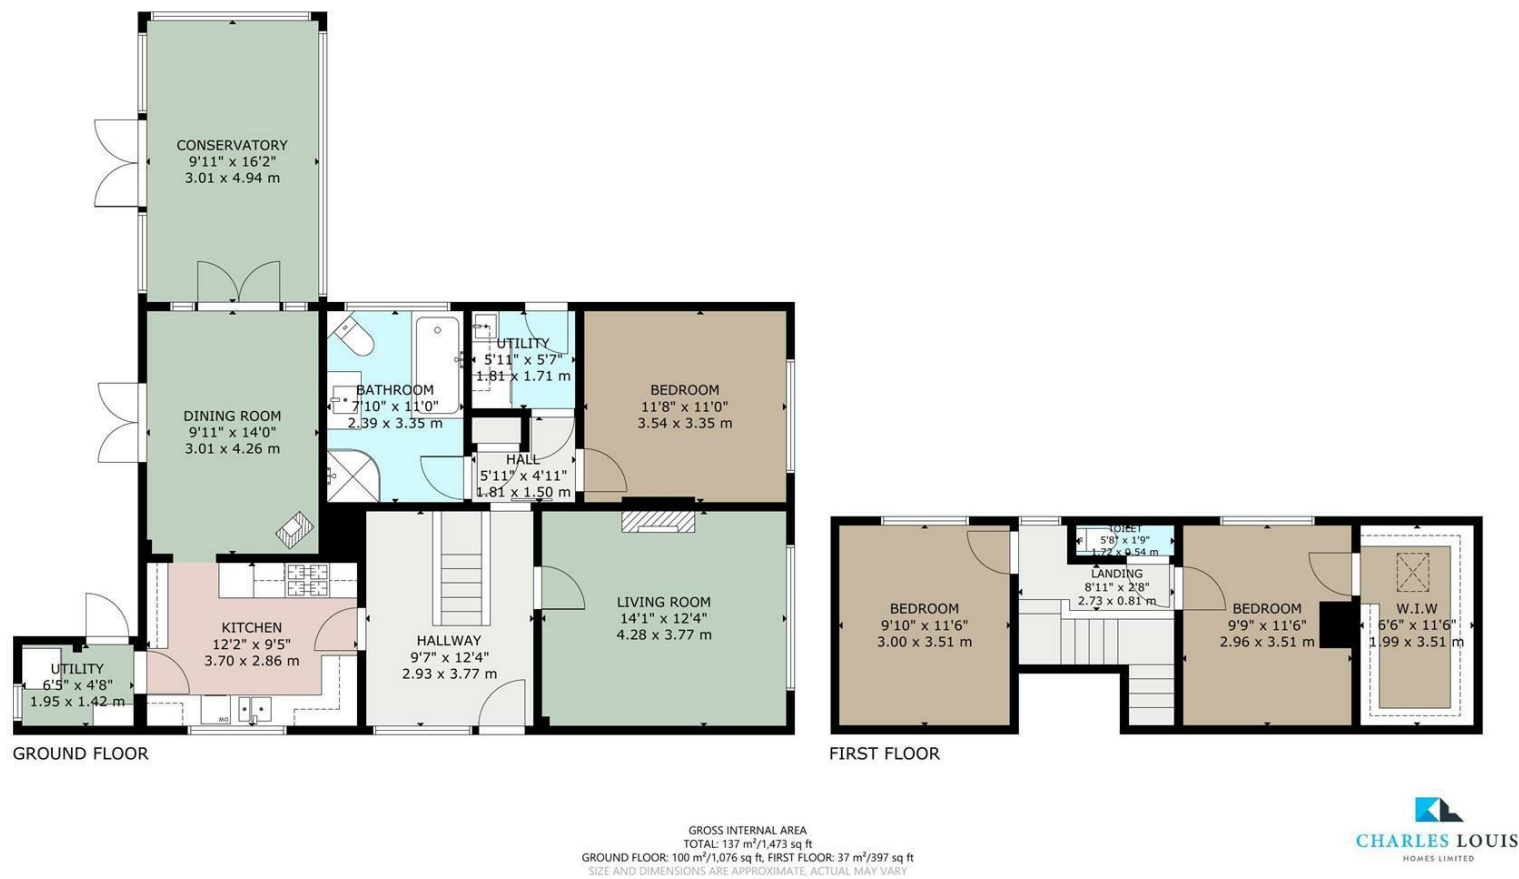 CONSERVATORY
9'11" x 16'2"
3.01 x 4.94 m
DINING ROOM
9'11" x 14'0"
3.01 x 4.26 m
BATHROOM
7'10" x 11'0"
2.39 x 3.35 m
UTILITY
5'11" x 5'7"
1.81 x 1.71 m
HALL
5'11" x 4'11"
1.81 x 1.50 m
BEDROOM
11'8" x 11'0"
3.54 x 3.35 m
UTILITY
6'5" x 4'8"
1.95 x 1.42 m
KITCHEN
12'2" x 9'5"
3.70 x 2.86 m
DW
HALLWAY
9'7" x 12'4"
2.93 x 3.77 m
LIVING ROOM
14'1" x 12'4"
4.28 x 3.77 m
GROUND FLOOR
BEDROOM
9'10" x 11'6"
3.00 x 3.51 m
TOILET
5'8" x 1'9"
1.72 x 0.54 m
LANDING
8'11" x 2'8"
2.73 x 0.81 m
BEDROOM
9'9" x 11'6"
2.96 x 3.51 m
W.I.W
6'6" x 11'6"
1.99 x 3.51 m
FIRST FLOOR
GROSS INTERNAL AREA
TOTAL: 137 m²/1,473 sq ft
GROUND FLOOR: 100 m²/1,076 sq ft, FIRST FLOOR: 37 m²/397 sq ft
SIZE AND DIMENSIONS ARE APPROXIMATE, ACTUAL MAY VARY
CHARLES LOUIS
HOMES LIMITED